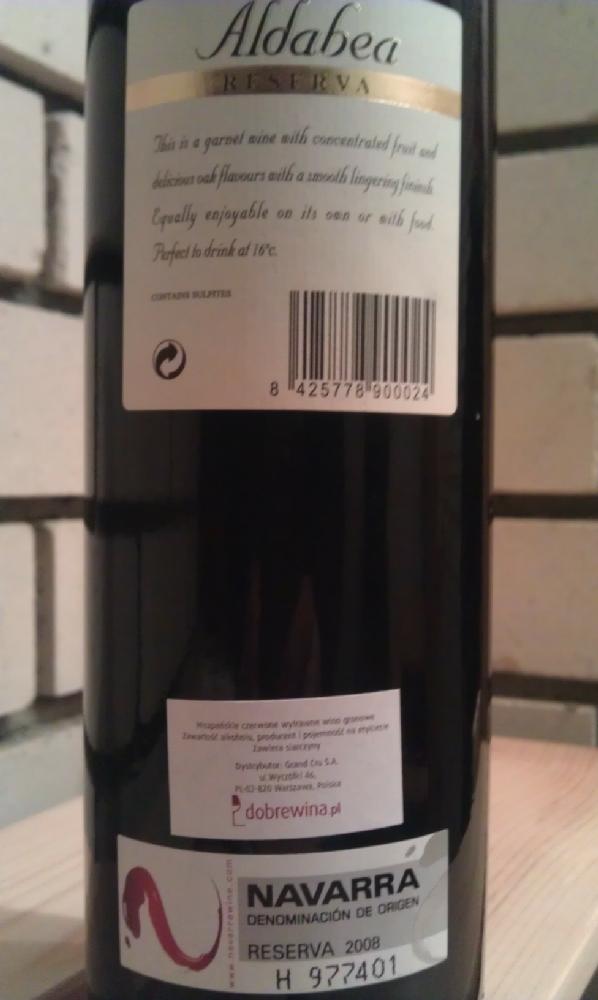 Aldabea
RESERVA
This is a garnet wine with concentrated fruit and
delicious oak flavours with a smooth lingering finish.
Equally enjoyable on its own or with food.
Perfect to drink at 16°c.
CONTAINS SULFITES
8 425778 900024
Hiszpańskie czerwone wytrawne wino gronowe
Zawartość alkoholu, producent i pojemność na etykiecie
Zawiera siarczyny
Dystrybutor: Grand Cru S.A.
ul. Wyczółki 46,
PL-02-820 Warszawa, Polska
dobrewina.pl
www.navarrawine.com
NAVARRA
DENOMINACIÓN DE ORIGEN
RESERVA 2008
H 977401